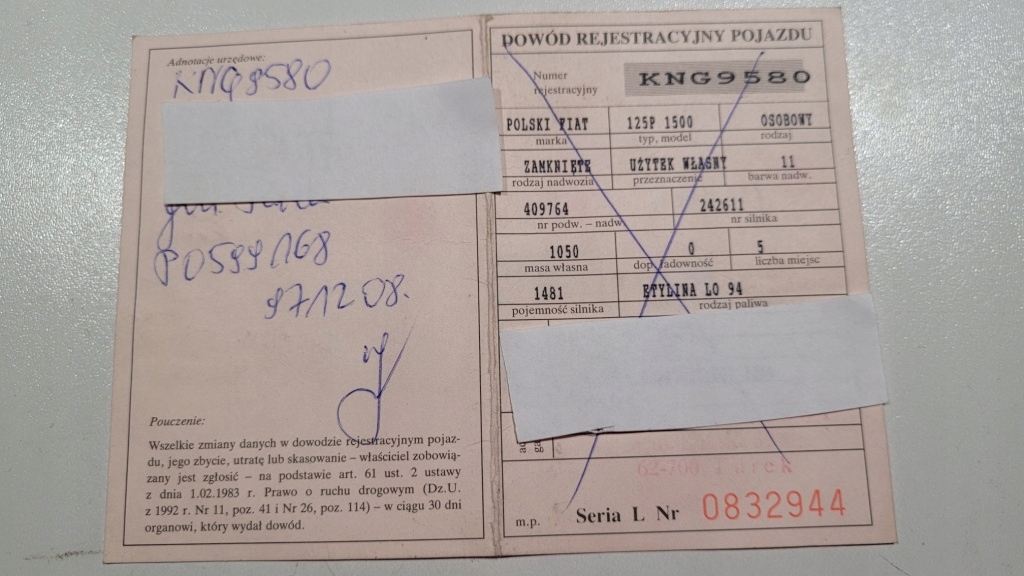 Adnotacje urzędowe:
KNG9580
P0599168
971208.
Pouczenie:
Wszelkie zmiany danych w dowodzie rejestracyjnym pojaz-
du, jego zbycie, utratę lub skasowanie – właściciel zobowią-
zany jest zgłosić – na podstawie art. 61 ust. 2 ustawy
z dnia 1.02.1983 r. Prawo o ruchu drogowym (Dz.U.
z 1992 r. Nr 11, poz. 41 i Nr 26, poz. 114) – w ciągu 30 dni
organowi, który wydał dowód.
DOWÓD REJESTRACYJNY POJAZDU
Numer
rejestracyjny
KNG9580
POLSKI FIAT 125P 1500 OSOBOWY
marka typ, model rodzaj
ZAMKNIĘTE UŻYTEK WŁASNY 11
rodzaj nadwozia przeznaczenie barwa nadw.
409764 242611
nr podw. – nadw. nr silnika
1050 0 5
masa własna dop. ładowność liczba miejsc
1481 ETYLINA LO 94
pojemność silnika rodzaj paliwa
62-700 Turek
m.p. Seria L Nr 0832944